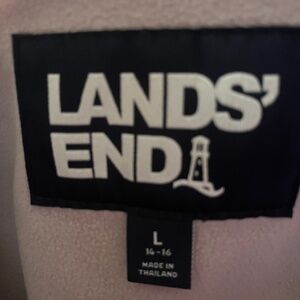 LANDS'
END
L
14-16
MADE IN
THAILAND